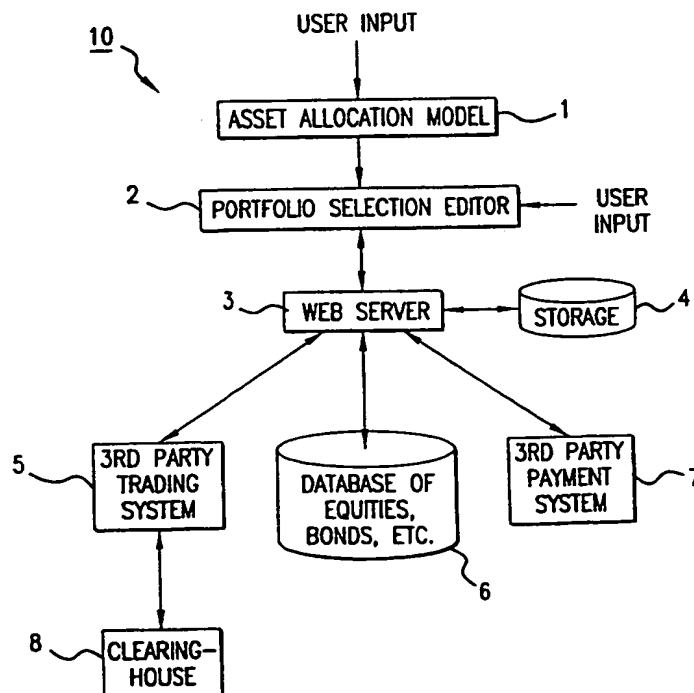 USER INPUT
10
ASSET ALLOCATION MODEL
1
2
PORTFOLIO SELECTION EDITOR
USER
INPUT
3
WEB SERVER
STORAGE
4
5
3RD PARTY
TRADING
SYSTEM
DATABASE OF
EQUITIES,
BONDS, ETC.
6
3RD PARTY
PAYMENT
SYSTEM
7
8
CLEARING-
HOUSE